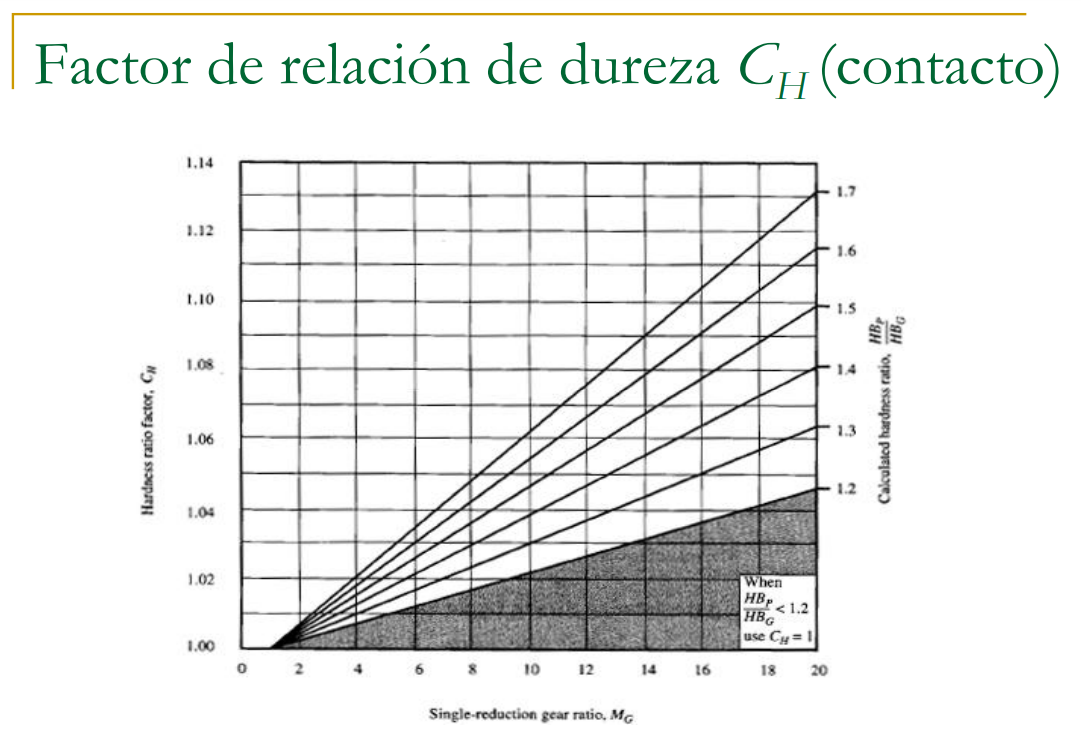 Factor de relación de dureza C_H (contacto)
1.14
1.12
1.10
1.08
1.06
1.04
1.02
1.00
Hardness ratio factor, C_H
0 2 4 6 8 10 12 14 16 18 20
Single-reduction gear ratio, M_G
1.7
1.6
1.5
1.4
1.3
1.2
Calculated hardness ratio, HB_P/HB_G
When
HB_P/HB_G < 1.2
use C_H = 1